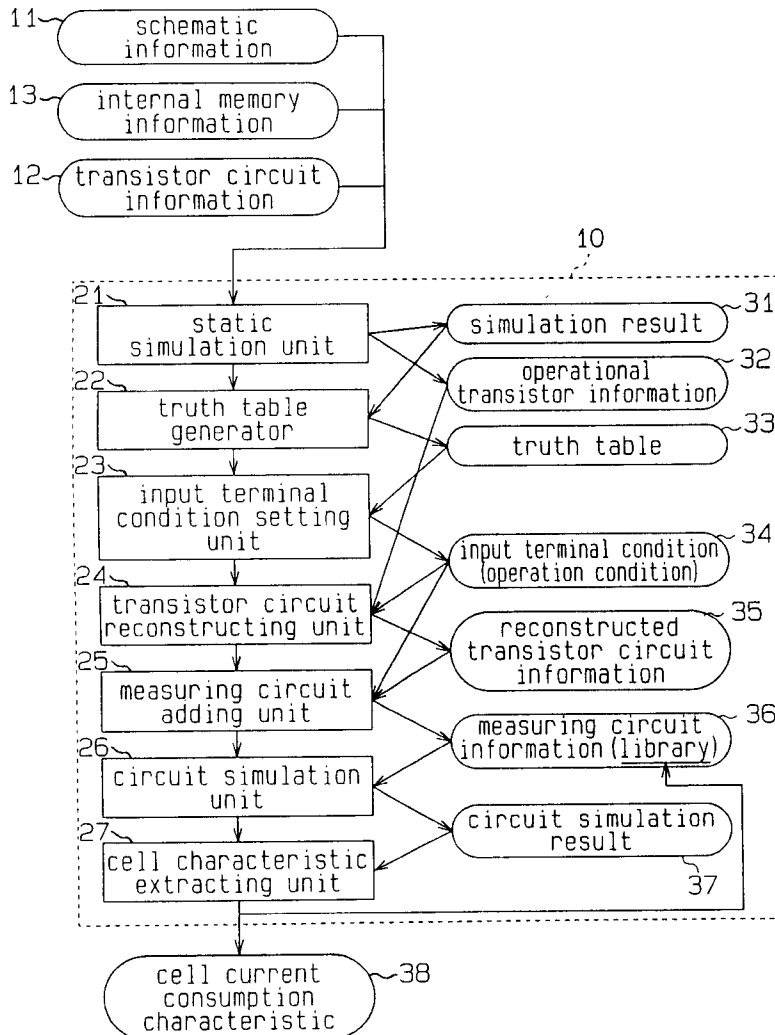 11
schematic
information
13
internal memory
information
12
transistor circuit
information
10
21
static
simulation unit
simulation result
31
operational
transistor information
32
22
truth table
generator
truth table
33
23
input terminal
condition setting
unit
input terminal condition
(operation condition)
34
24
transistor circuit
reconstructing unit
reconstructed
transistor circuit
information
35
25
measuring circuit
adding unit
measuring circuit
information (library)
36
26
circuit simulation
unit
circuit simulation
result
37
27
cell characteristic
extracting unit
cell current
consumption
characteristic
38